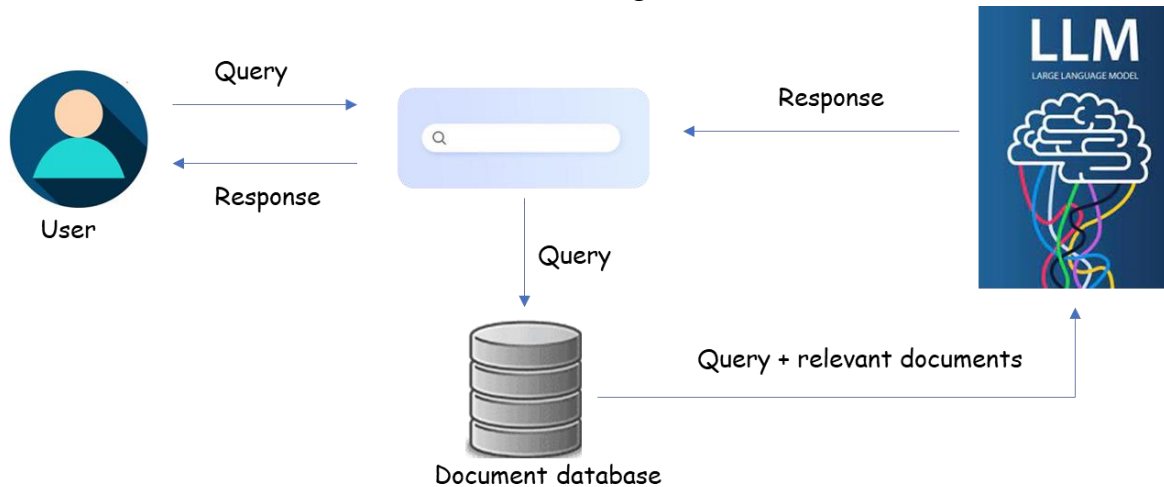 LLM
LARGE LANGUAGE MODEL
Query
Response
Response
User
Query
Query + relevant documents
Document database